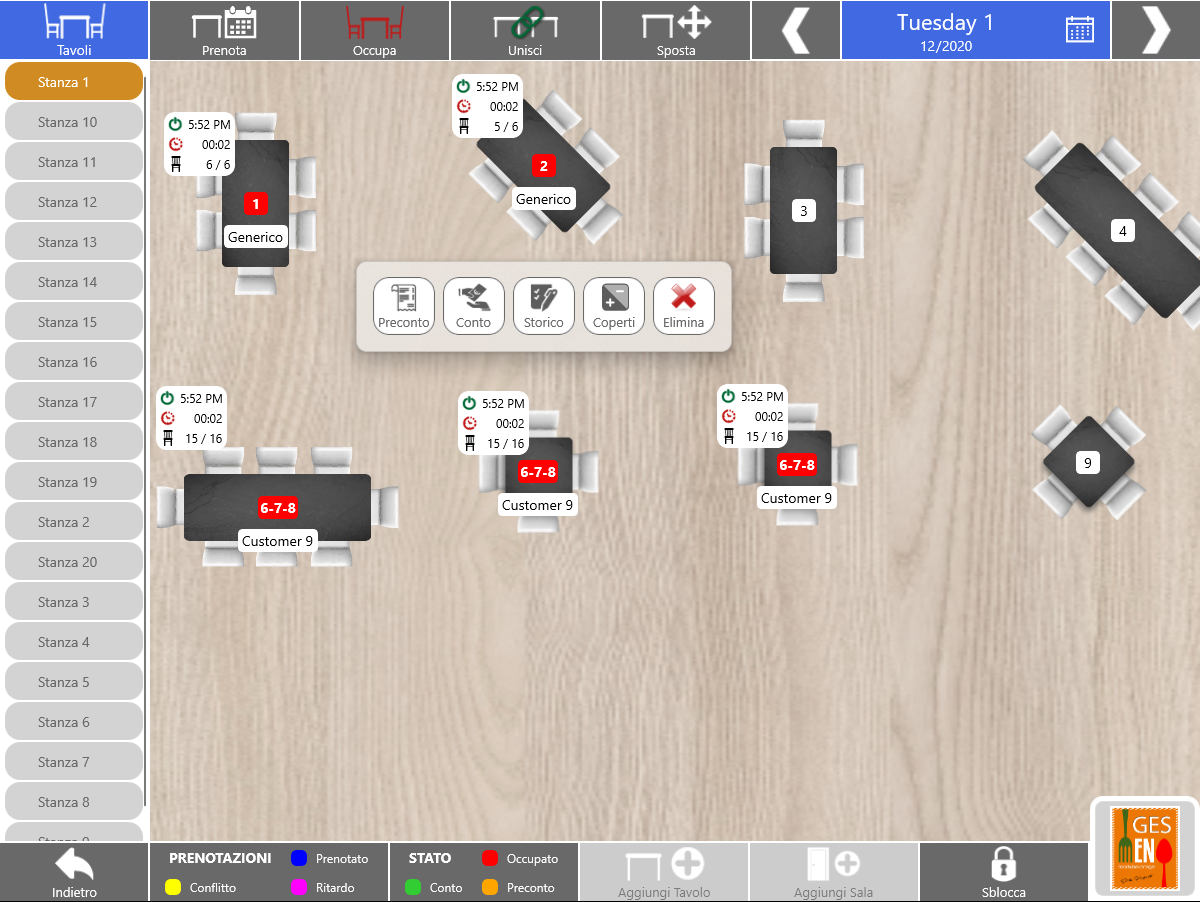 Tavoli
Prenota
Occupa
Unisci
Sposta
Tuesday 1
12/2020
Stanza 1
Stanza 10
Stanza 11
Stanza 12
Stanza 13
Stanza 14
Stanza 15
Stanza 16
Stanza 17
Stanza 18
Stanza 19
Stanza 2
Stanza 20
Stanza 3
Stanza 4
Stanza 5
Stanza 6
Stanza 7
Stanza 8
5:52 PM
00:02
6 / 6
1
Generico
5:52 PM
00:02
5 / 6
2
Generico
3
4
Preconto
Conto
Storico
Coperti
Elimina
5:52 PM
00:02
15 / 16
6-7-8
Customer 9
5:52 PM
00:02
15 / 16
6-7-8
Customer 9
5:52 PM
00:02
15 / 16
6-7-8
Customer 9
9
Indietro
PRENOTAZIONI
Prenotato
Conflitto
Ritardo
STATO
Occupato
Conto
Preconto
Aggiungi Tavolo
Aggiungi Sala
Sblocca
GES
EN